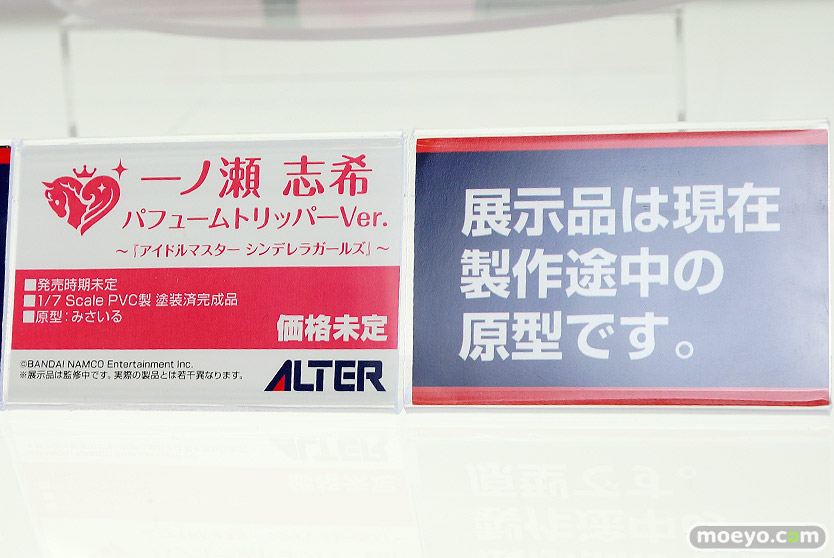 一ノ瀬 志希
パフュームトリッパーVer.
～『アイドルマスター シンデレラガールズ』～
■発売時期未定
■1/7 Scale PVC製 塗装済完成品
■原型：みさいる
価格未定
©BANDAI NAMCO Entertainment Inc.
※展示品は監修中です。実際の製品とは若干異なります。
ALTER
展示品は現在
製作途中の
原型です。
moeyo.com